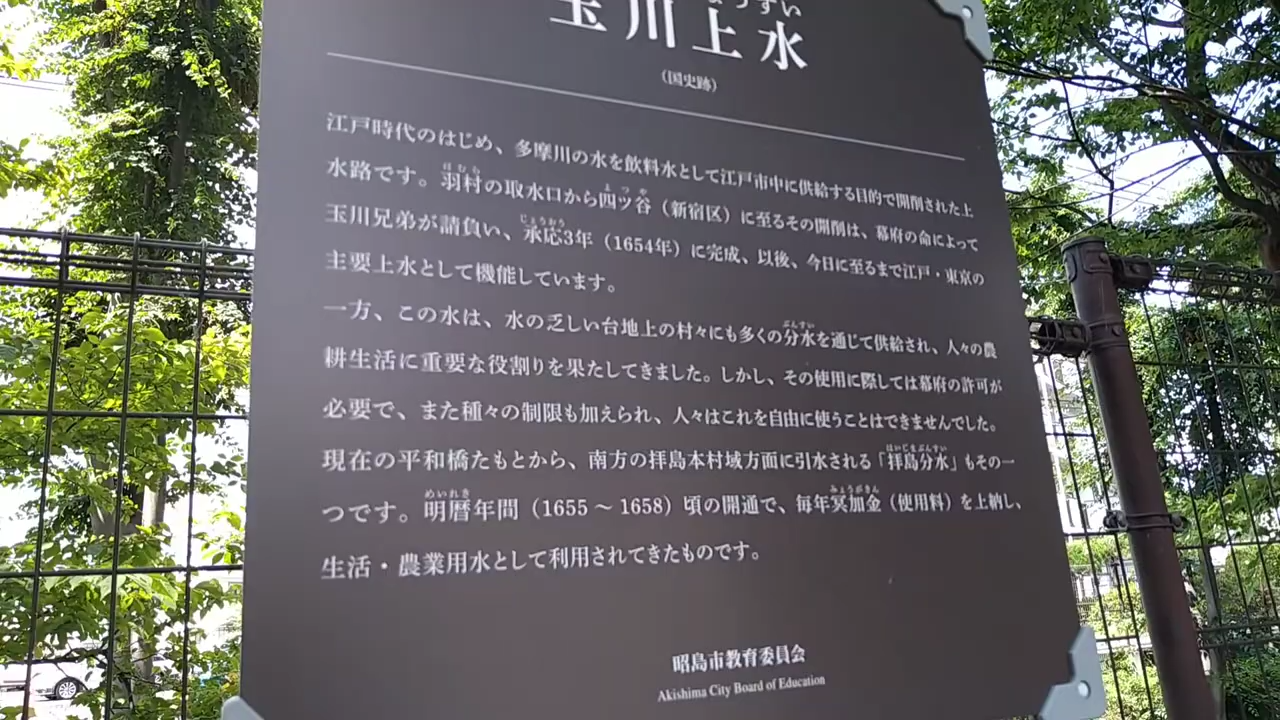 玉川上水
(国史跡)
江戸時代のはじめ、多摩川の水を飲料水として江戸市中に供給する目的で開削された上
水路です。羽村の取水口から四ツ谷（新宿区）に至るその開削は、幕府の命によって
玉川兄弟が請負い、承応3年（1654年）に完成、以後、今日に至るまで江戸・東京の
主要上水として機能しています。
一方、この水は、水の乏しい台地上の村々にも多くの分水を通じて供給され、人々の農
耕生活に重要な役割りを果たしてきました。しかし、その使用に際しては幕府の許可が
必要で、また種々の制限も加えられ、人々はこれを自由に使うことはできませんでした。
現在の平和橋たもとから、南方の拝島本村域方面に引水される「拝島分水」もその一
つです。明暦年間（1655 ～ 1658）頃の開通で、毎年冥加金（使用料）を上納し、
生活・農業用水として利用されてきたものです。
昭島市教育委員会
Akishima City Board of Education